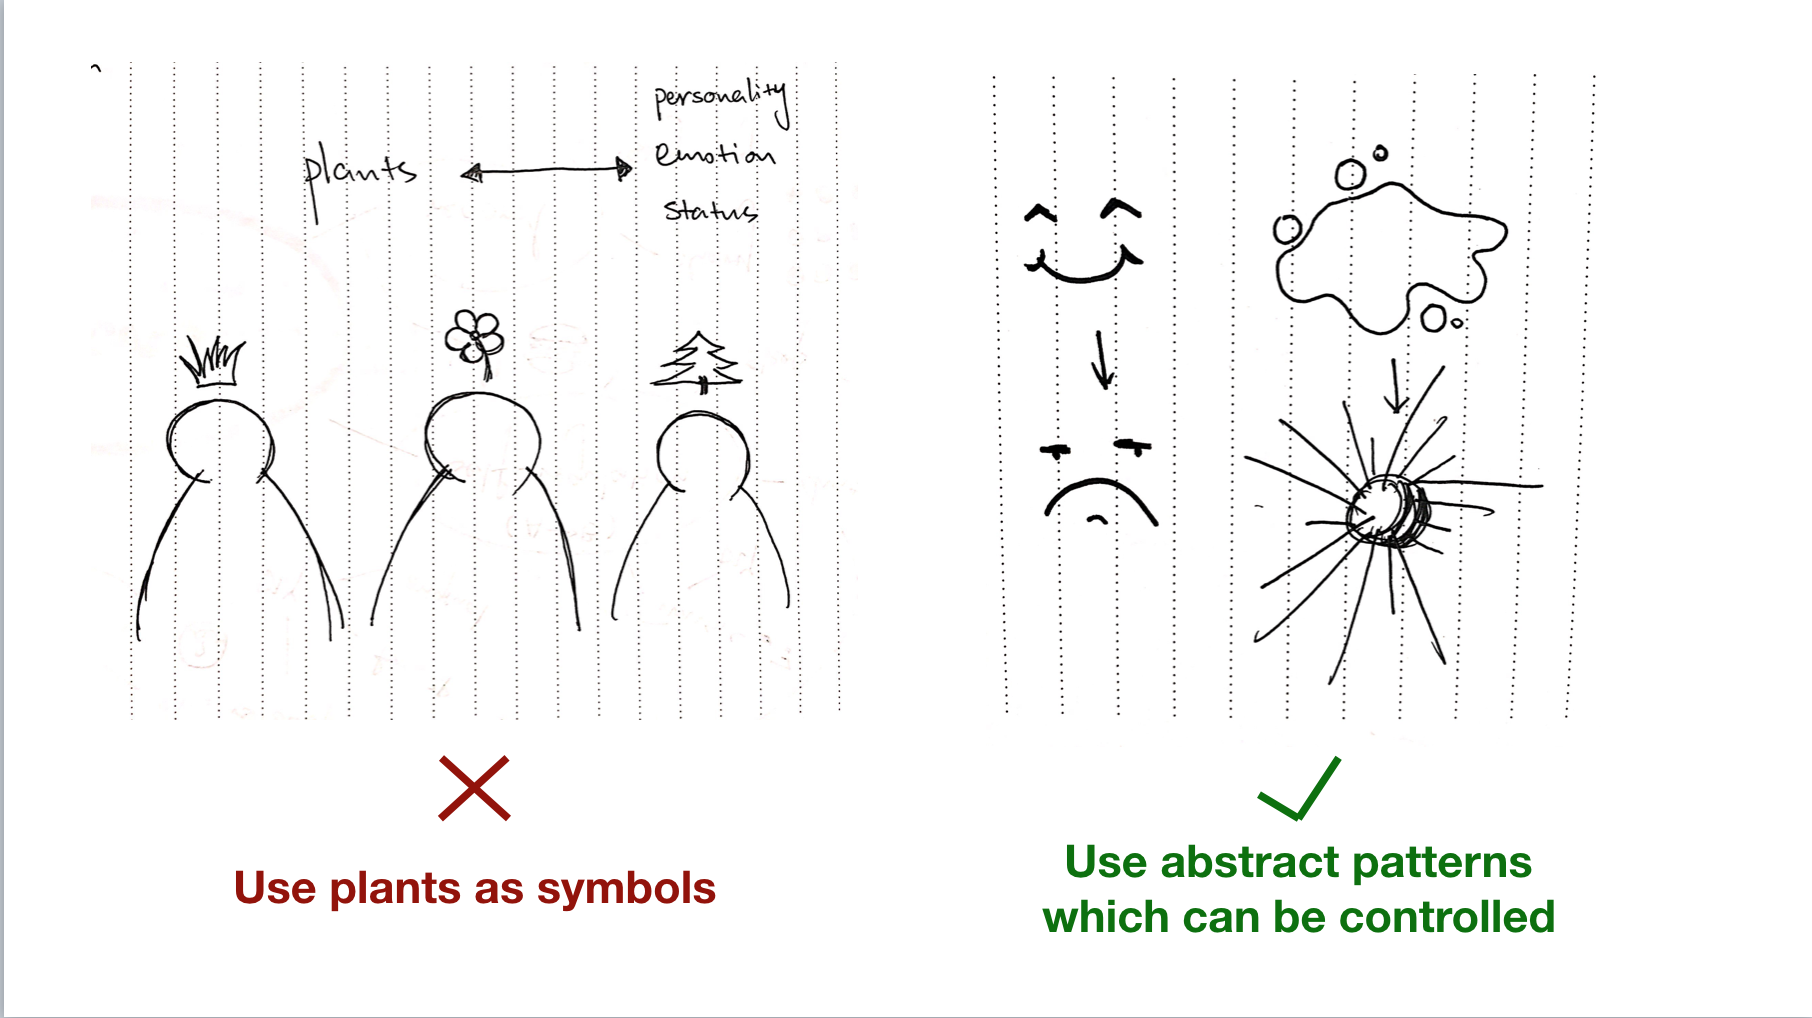 plants
personality
emotion
status
Use plants as symbols
Use abstract patterns
which can be controlled